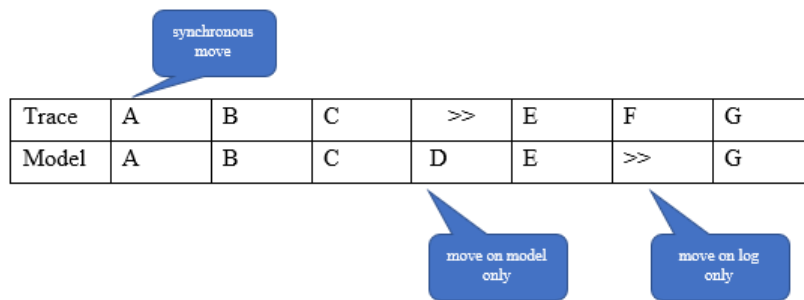 synchronous
move
Trace A B C >> E F G
Model A B C D E >> G
move on model
only
move on log
only